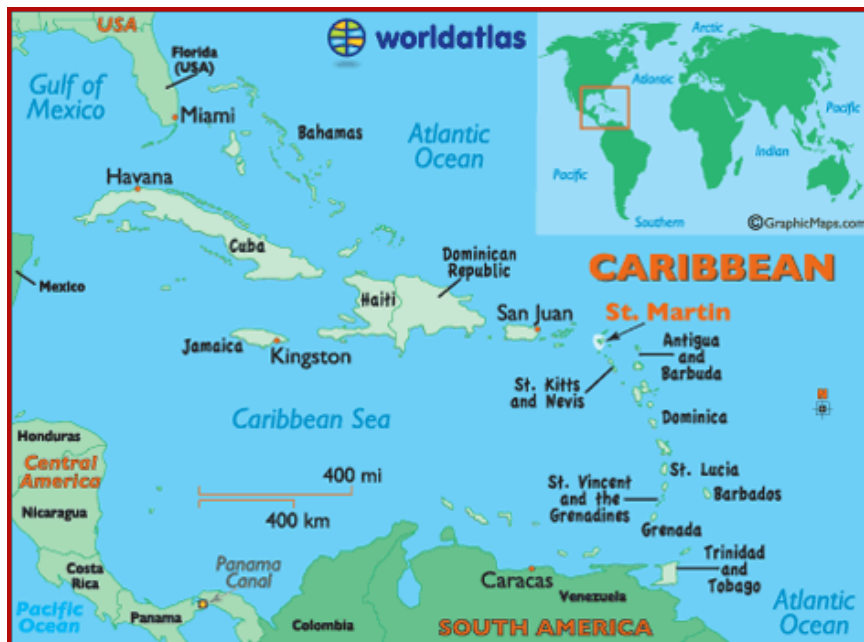 USA
worldatlas
Florida
(USA)
Gulf of
Mexico
Miami
Bahamas
Atlantic
Ocean
Arctic
Atlantic
Pacific
Indian
Pacific
Southern
©GraphicMaps.com
Havana
Cuba
Mexico
Dominican
Republic
Haiti
CARIBBEAN
San Juan
St. Martin
Jamaica
Kingston
Antigua
and
Barbuda
St. Kitts
and Nevis
Caribbean Sea
Dominica
Honduras
Central
America
400 mi
400 km
St. Lucia
St. Vincent
and the
Grenadines
Barbados
Nicaragua
Grenada
Costa
Rica
Panama
Canal
Caracas
Trinidad
and
Tobago
Venezuela
Pacific
Ocean
Panama
Colombia
SOUTH AMERICA
Atlantic
Ocean